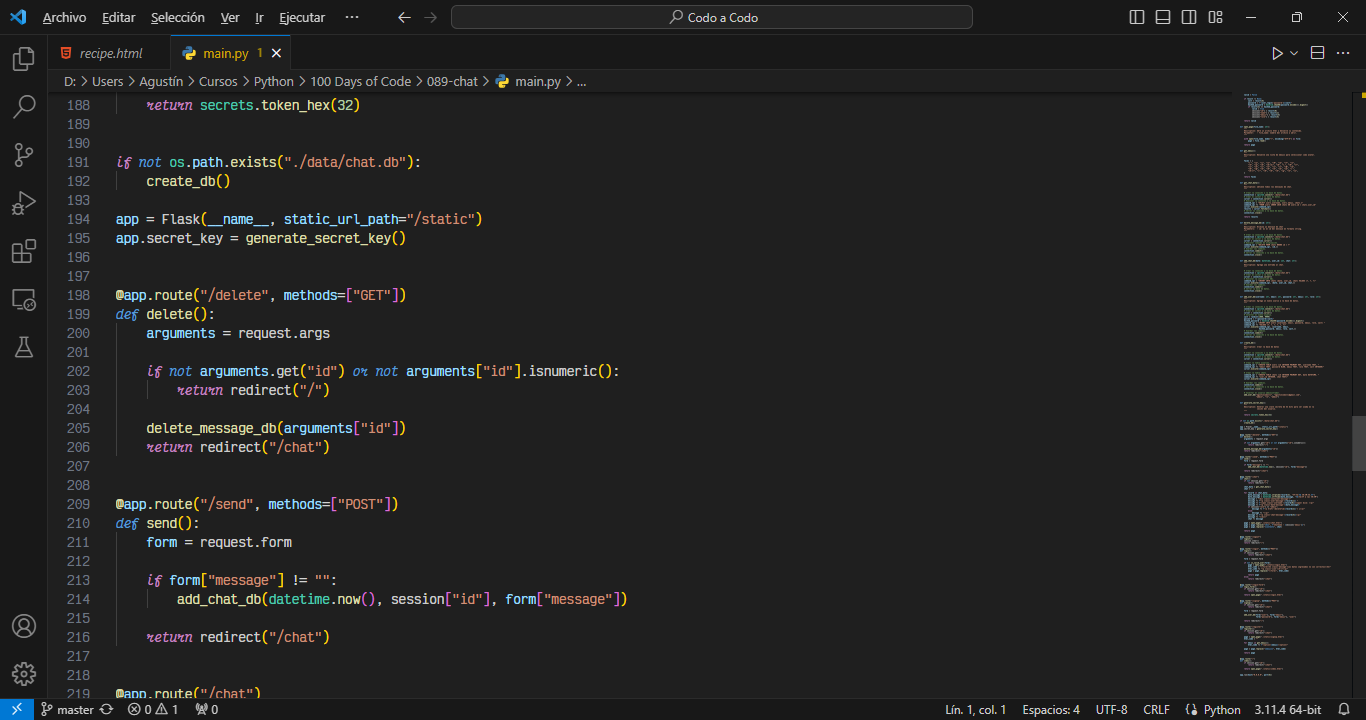 Archivo Editar Selección Ver Ir Ejecutar ··· Codo a Codo
recipe.html main.py 1
D: > Users > Agustín > Cursos > Python > 100 Days of Code > 089-chat > main.py > ...
188 return secrets.token_hex(32)
189
190
191 if not os.path.exists("./data/chat.db"):
192 create_db()
193
194 app = Flask(__name__, static_url_path="/static")
195 app.secret_key = generate_secret_key()
196
197
198 @app.route("/delete", methods=["GET"])
199 def delete():
200 arguments = request.args
201
202 if not arguments.get("id") or not arguments["id"].isnumeric():
203 return redirect("/")
204
205 delete_message_db(arguments["id"])
206 return redirect("/chat")
207
208
209 @app.route("/send", methods=["POST"])
210 def send():
211 form = request.form
212
213 if form["message"] != "":
214 add_chat_db(datetime.now(), session["id"], form["message"])
215
216 return redirect("/chat")
217
218
219 @app.route("/chat")
master 0 1 0 Lín. 1, col. 1 Espacios: 4 UTF-8 CRLF Python 3.11.4 64-bit